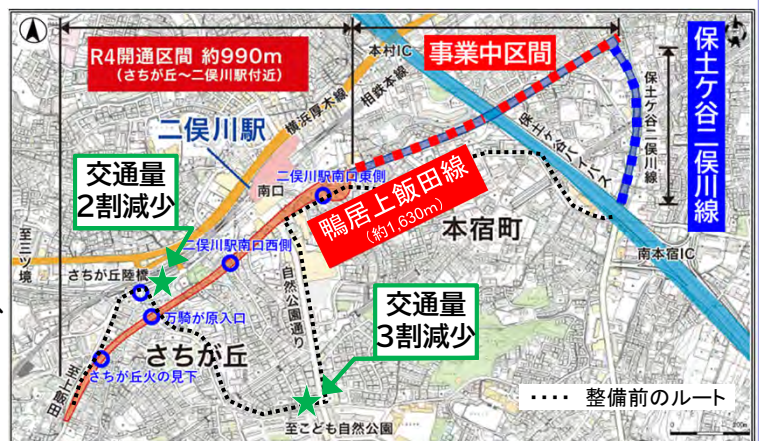 R4開通区間 約990m
(さちが丘～二俣川駅付近)
事業中区間
本村IC
相鉄本線
横浜厚木線
二俣川駅
保土ケ谷バイパス
保土ケ谷二俣川線
保土ケ谷二俣川線
交通量
2割減少
南口
二俣川駅南口東側
鴨居上飯田線
(約1,630m)
本宿町
南本宿IC
至三ツ境
さちが丘陸橋
二俣川駅南口西側
自然公園通り
万騎が原入口
さちが丘
交通量
3割減少
さちが丘火の見下
至上飯田
至こども自然公園
‥‥ 整備前のルート